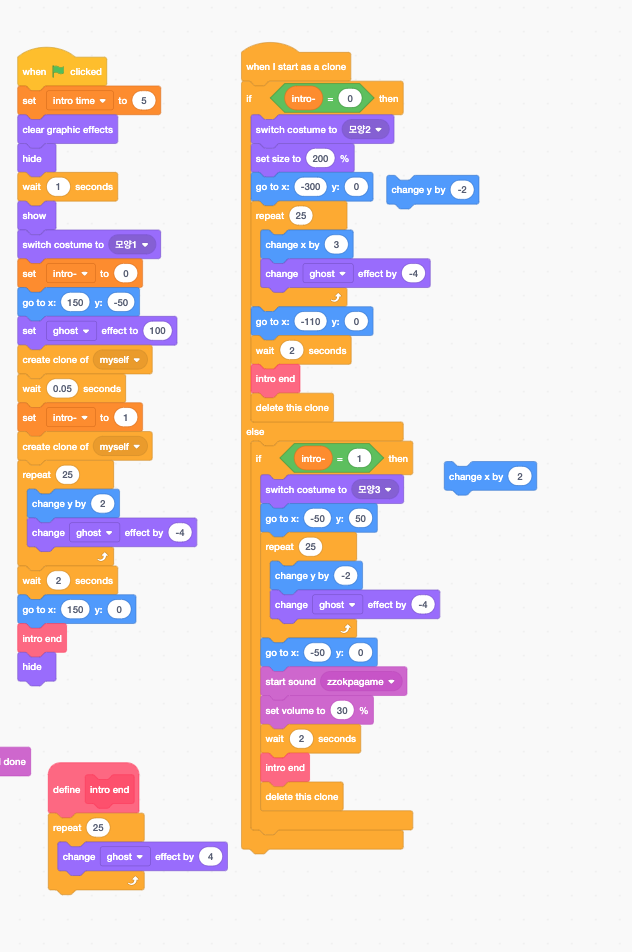 when clicked
set intro time to 5
clear graphic effects
hide
wait 1 seconds
show
switch costume to 모양1
set intro- to 0
go to x: 150 y: -50
set ghost effect to 100
create clone of myself
wait 0.05 seconds
set intro- to 1
create clone of myself
repeat 25
change y by 2
change ghost effect by -4
wait 2 seconds
go to x: 150 y: 0
intro end
hide
done
define intro end
repeat 25
change ghost effect by 4
when I start as a clone
if intro- = 0 then
switch costume to 모양2
set size to 200 %
go to x: -300 y: 0
repeat 25
change x by 3
change ghost effect by -4
go to x: -110 y: 0
wait 2 seconds
intro end
delete this clone
else
if intro- = 1 then
switch costume to 모양3
go to x: -50 y: 50
repeat 25
change y by -2
change ghost effect by -4
go to x: -50 y: 0
start sound zzokpagame
set volume to 30 %
wait 2 seconds
intro end
delete this clone
change y by -2
change x by 2